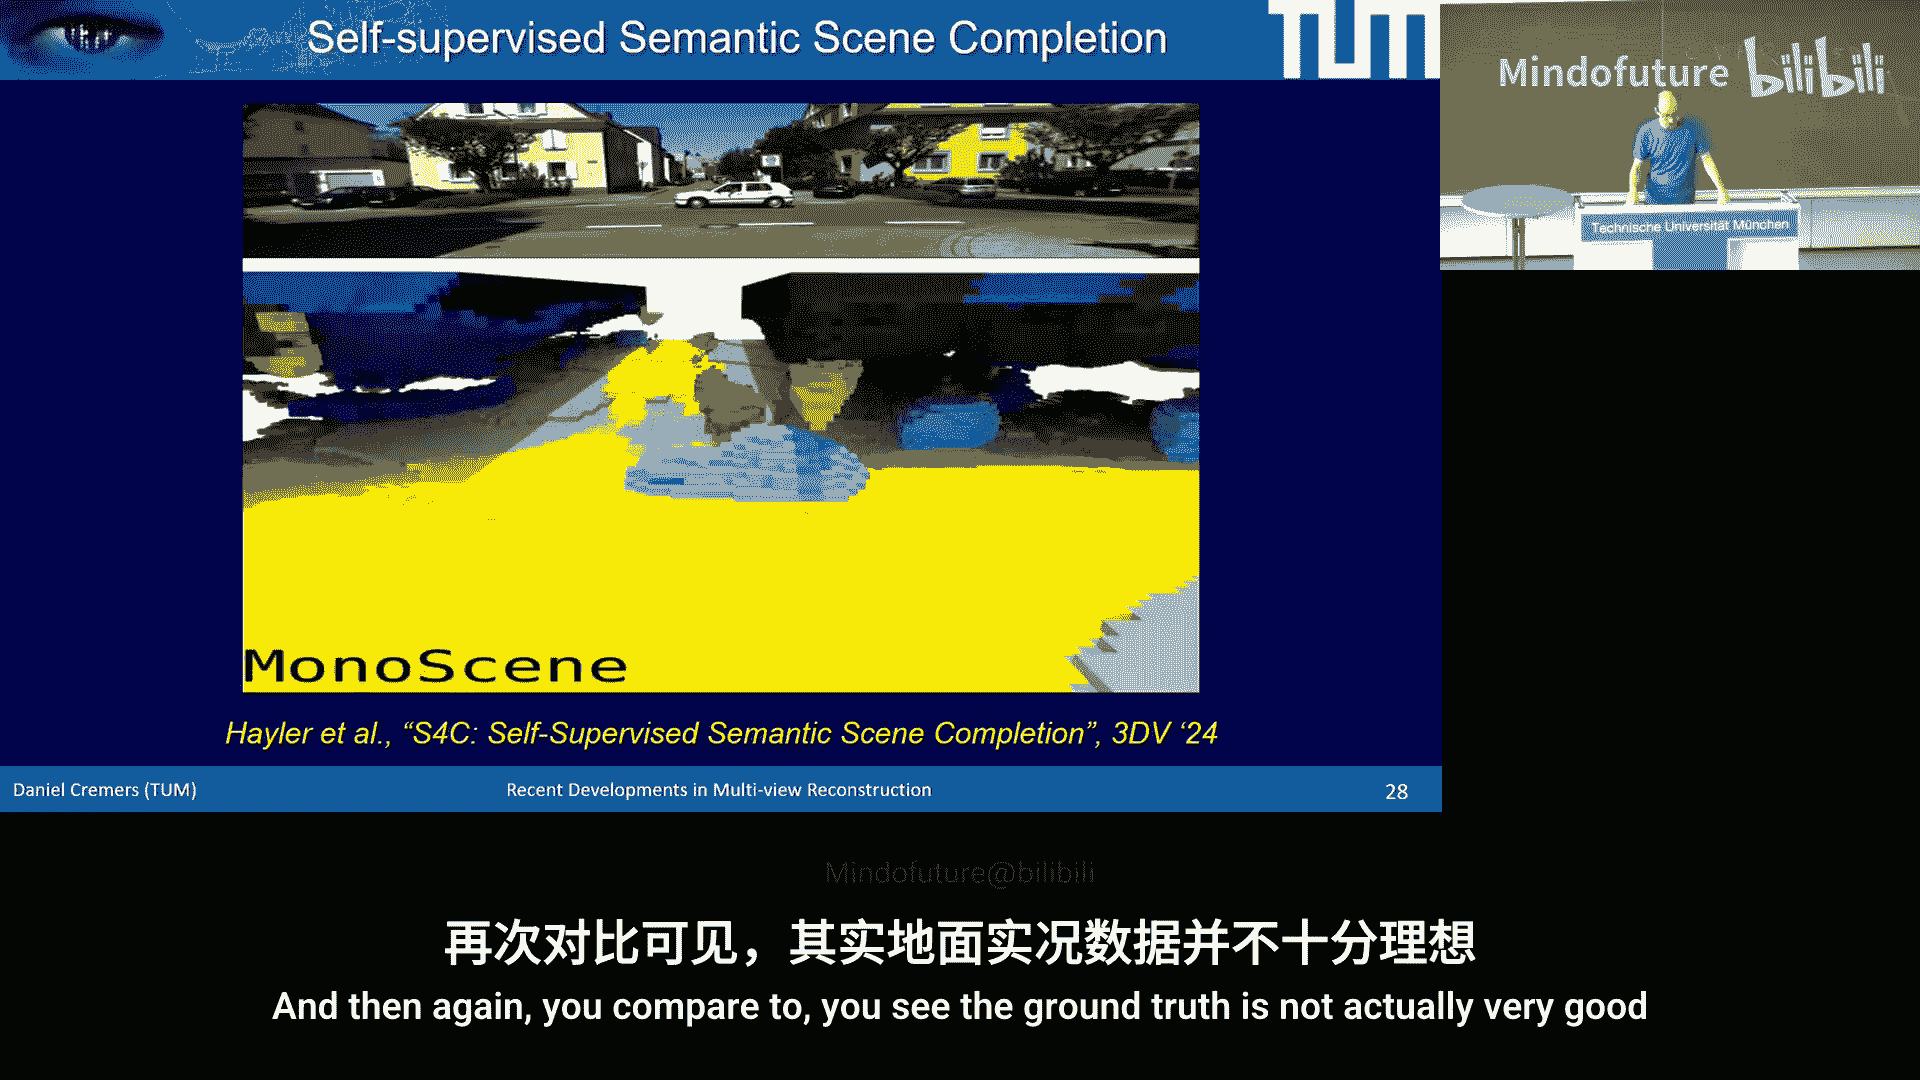 Self-supervised Semantic Scene Completion
TUM
Mindofuture bilibili
Technische Universität München
MonoScene
Hayler et al., “S4C: Self-Supervised Semantic Scene Completion”, 3DV ‘24
Daniel Cremers (TUM)
Recent Developments in Multi-view Reconstruction
28
Mindofuture@bilibili
再次对比可见，其实地面实况数据并不十分理想
And then again, you compare to, you see the ground truth is not actually very good